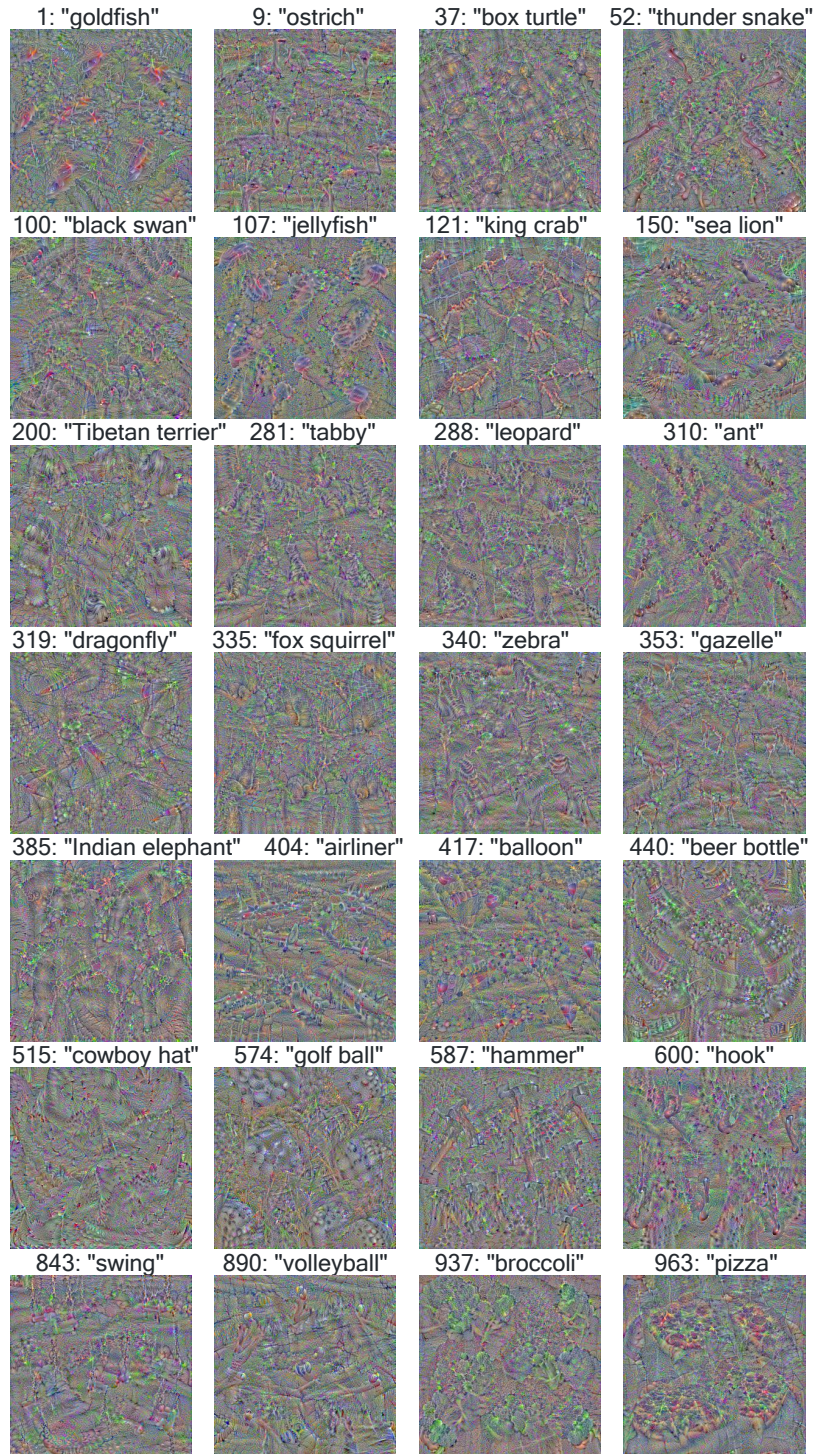 1: "goldfish" 9: "ostrich" 37: "box turtle" 52: "thunder snake"
100: "black swan" 107: "jellyfish" 121: "king crab" 150: "sea lion"
200: "Tibetan terrier" 281: "tabby" 288: "leopard" 310: "ant"
319: "dragonfly" 335: "fox squirrel" 340: "zebra" 353: "gazelle"
385: "Indian elephant" 404: "airliner" 417: "balloon" 440: "beer bottle"
515: "cowboy hat" 574: "golf ball" 587: "hammer" 600: "hook"
843: "swing" 890: "volleyball" 937: "broccoli" 963: "pizza"